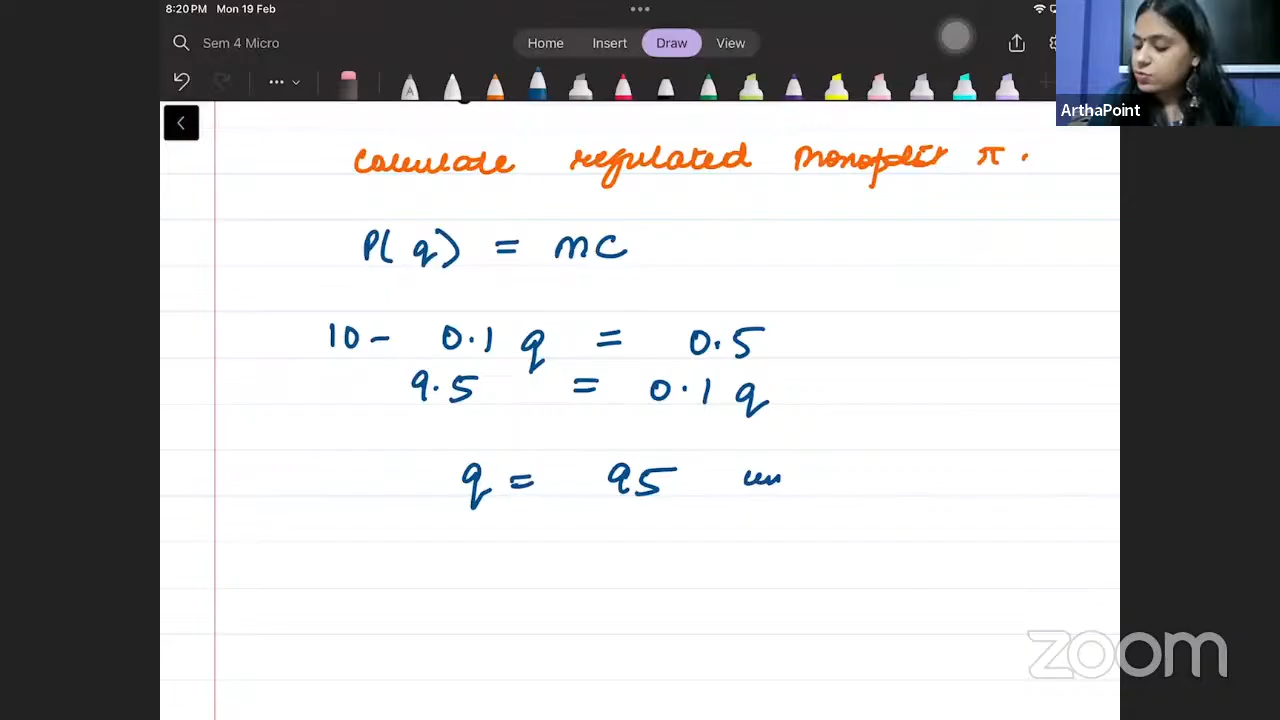 8:20 PM Mon 19 Feb
Sem 4 Micro
Home Insert Draw View
ArthaPoint
Calculate regulated monopolist π.
P(q) = MC
10 - 0.1 q = 0.5
9.5 = 0.1 q
q = 95 un
zoom